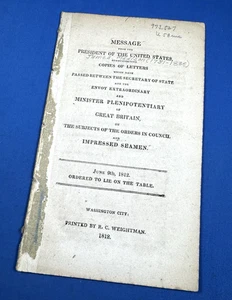 MESSAGE
FROM THE
PRESIDENT OF THE UNITED STATES,
COPIES OF LETTERS
WHICH HAVE
PASSED BETWEEN THE SECRETARY OF STATE
AND THE
ENVOY EXTRAORDINARY
AND
MINISTER PLENIPOTENTIARY
OF
GREAT BRITAIN,
ON
THE SUBJECTS OF THE ORDERS IN COUNCIL
AND
IMPRESSED SEAMEN.
JUNE 8th, 1812.
ORDERED TO LIE ON THE TABLE.
WASHINGTON CITY:
PRINTED BY R. C. WEIGHTMAN.
1812.